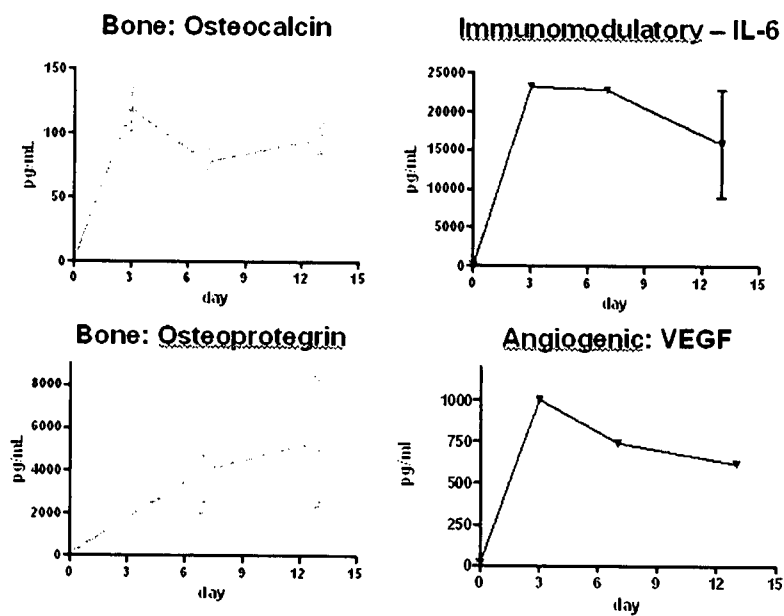 Bone: Osteocalcin
150
100
50
0
pg/mL
0 3 6 9 12 15
day
Immunomodulatory – IL-6
25000
20000
15000
10000
5000
0
pg/mL
0 3 6 9 12 15
day
Bone: Osteoprotegrin
8000
6000
4000
2000
0
pg/mL
0 3 6 9 12 15
day
Angiogenic: VEGF
1000
750
500
250
0
pg/ml
0 3 6 9 12 15
day